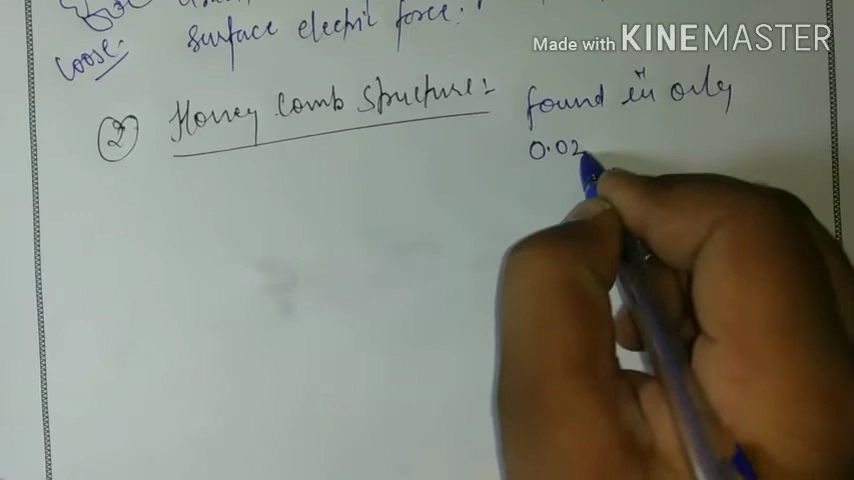 surface electric force.
Loose.
Made with KINEMASTER
② Honey comb structure:
found in only
0.02